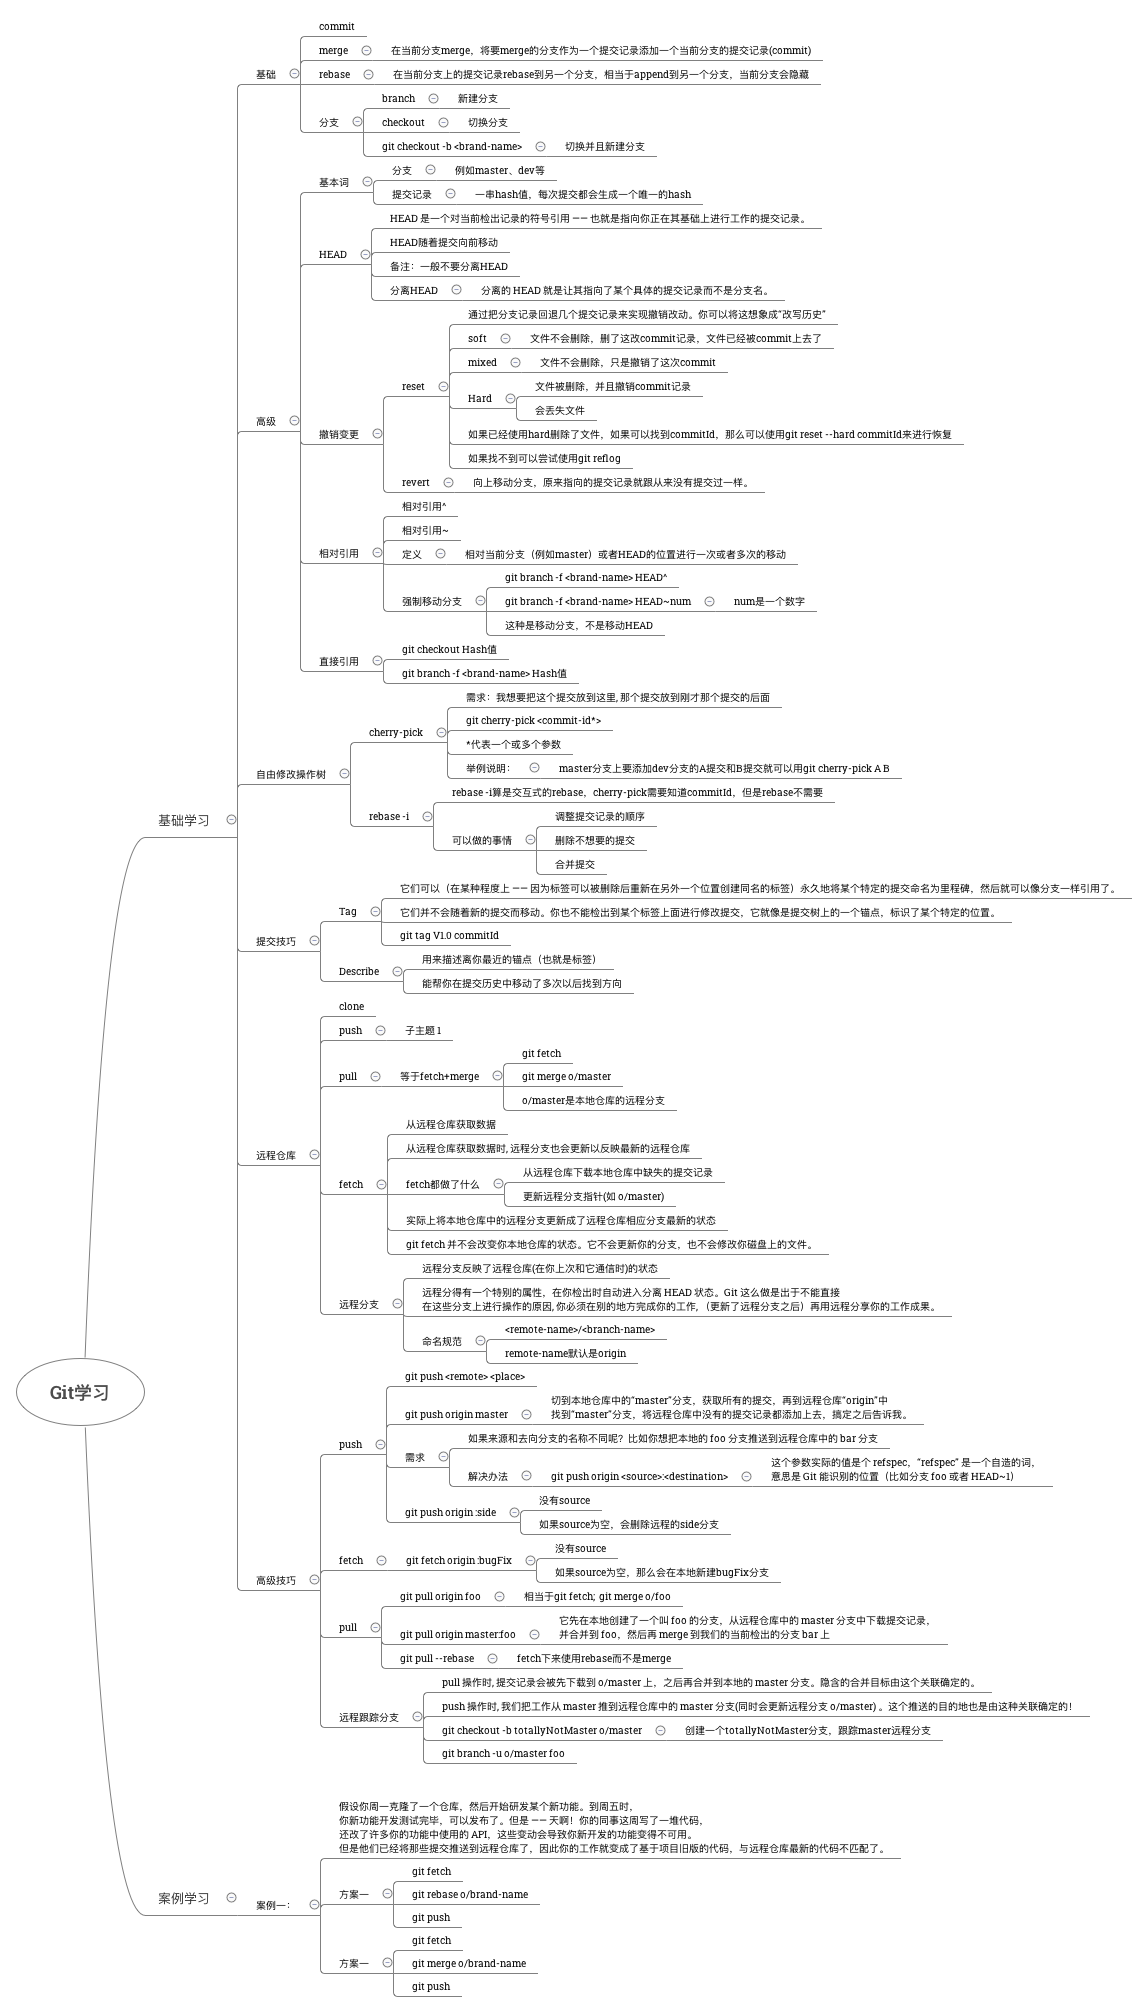 Git学习
基础学习
基础
commit
merge
在当前分支merge，将要merge的分支作为一个提交记录添加一个当前分支的提交记录(commit)
rebase
在当前分支上的提交记录rebase到另一个分支，相当于append到另一个分支，当前分支会隐藏
分支
branch
新建分支
checkout
切换分支
git checkout -b <brand-name>
切换并且新建分支
高级
基本词
分支
例如master、dev等
提交记录
一串hash值，每次提交都会生成一个唯一的hash
HEAD
HEAD 是一个对当前检出记录的符号引用 —— 也就是指向你正在其基础上进行工作的提交记录。
HEAD随着提交向前移动
备注：一般不要分离HEAD
分离HEAD
分离的 HEAD 就是让其指向了某个具体的提交记录而不是分支名。
撤销变更
reset
通过把分支记录回退几个提交记录来实现撤销改动。你可以将这想象成“改写历史”
soft
文件不会删除，删了这改commit记录，文件已经被commit上去了
mixed
文件不会删除，只是撤销了这次commit
Hard
文件被删除，并且撤销commit记录
会丢失文件
如果已经使用hard删除了文件，如果可以找到commitId，那么可以使用git reset --hard commitId来进行恢复
如果找不到可以尝试使用git reflog
revert
向上移动分支，原来指向的提交记录就跟从来没有提交过一样。
相对引用
相对引用^
相对引用~
定义
相对当前分支（例如master）或者HEAD的位置进行一次或者多次的移动
强制移动分支
git branch -f <brand-name> HEAD^
git branch -f <brand-name> HEAD~num
num是一个数字
这种是移动分支，不是移动HEAD
直接引用
git checkout Hash值
git branch -f <brand-name> Hash值
自由修改操作树
cherry-pick
需求：我想要把这个提交放到这里, 那个提交放到刚才那个提交的后面
git cherry-pick <commit-id*>
*代表一个或多个参数
举例说明：
master分支上要添加dev分支的A提交和B提交就可以用git cherry-pick A B
rebase -i
rebase -i算是交互式的rebase，cherry-pick需要知道commitId，但是rebase不需要
可以做的事情
调整提交记录的顺序
删除不想要的提交
合并提交
提交技巧
Tag
它们可以（在某种程度上 —— 因为标签可以被删除后重新在另外一个位置创建同名的标签）永久地将某个特定的提交命名为里程碑，然后就可以像分支一样引用了。
它们并不会随着新的提交而移动。你也不能检出到某个标签上面进行修改提交，它就像是提交树上的一个锚点，标识了某个特定的位置。
git tag V1.0 commitId
Describe
用来描述离你最近的锚点（也就是标签）
能帮你在提交历史中移动了多次以后找到方向
远程仓库
clone
push
子主题 1
pull
等于fetch+merge
git fetch
git merge o/master
o/master是本地仓库的远程分支
fetch
从远程仓库获取数据
从远程仓库获取数据时, 远程分支也会更新以反映最新的远程仓库
fetch都做了什么
从远程仓库下载本地仓库中缺失的提交记录
更新远程分支指针(如 o/master)
实际上将本地仓库中的远程分支更新成了远程仓库相应分支最新的状态
git fetch 并不会改变你本地仓库的状态。它不会更新你的分支，也不会修改你磁盘上的文件。
远程分支
远程分支反映了远程仓库(在你上次和它通信时)的状态
远程分得有一个特别的属性，在你检出时自动进入分离 HEAD 状态。Git 这么做是出于不能直接
在这些分支上进行操作的原因, 你必须在别的地方完成你的工作, （更新了远程分支之后）再用远程分享你的工作成果。
命名规范
<remote-name>/<branch-name>
remote-name默认是origin
高级技巧
push
git push <remote> <place>
git push origin master
切到本地仓库中的“master”分支，获取所有的提交，再到远程仓库“origin”中
找到“master”分支，将远程仓库中没有的提交记录都添加上去，搞定之后告诉我。
需求
如果来源和去向分支的名称不同呢？比如你想把本地的 foo 分支推送到远程仓库中的 bar 分支
解决办法
git push origin <source>:<destination>
这个参数实际的值是个 refspec，“refspec” 是一个自造的词，
意思是 Git 能识别的位置（比如分支 foo 或者 HEAD~1）
git push origin :side
没有source
如果source为空，会删除远程的side分支
fetch
git fetch origin :bugFix
没有source
如果source为空，那么会在本地新建bugFix分支
pull
git pull origin foo
相当于git fetch; git merge o/foo
git pull origin master:foo
它先在本地创建了一个叫 foo 的分支，从远程仓库中的 master 分支中下载提交记录，
并合并到 foo，然后再 merge 到我们的当前检出的分支 bar 上
git pull --rebase
fetch下来使用rebase而不是merge
远程跟踪分支
pull 操作时, 提交记录会被先下载到 o/master 上，之后再合并到本地的 master 分支。隐含的合并目标由这个关联确定的。
push 操作时, 我们把工作从 master 推到远程仓库中的 master 分支(同时会更新远程分支 o/master) 。这个推送的目的地也是由这种关联确定的！
git checkout -b totallyNotMaster o/master
创建一个totallyNotMaster分支，跟踪master远程分支
git branch -u o/master foo
案例学习
案例一：
假设你周一克隆了一个仓库，然后开始研发某个新功能。到周五时，
你新功能开发测试完毕，可以发布了。但是 —— 天啊！你的同事这周写了一堆代码，
还改了许多你的功能中使用的 API，这些变动会导致你新开发的功能变得不可用。
但是他们已经将那些提交推送到远程仓库了，因此你的工作就变成了基于项目旧版的代码，与远程仓库最新的代码不匹配了。
方案一
git fetch
git rebase o/brand-name
git push
方案一
git fetch
git merge o/brand-name
git push